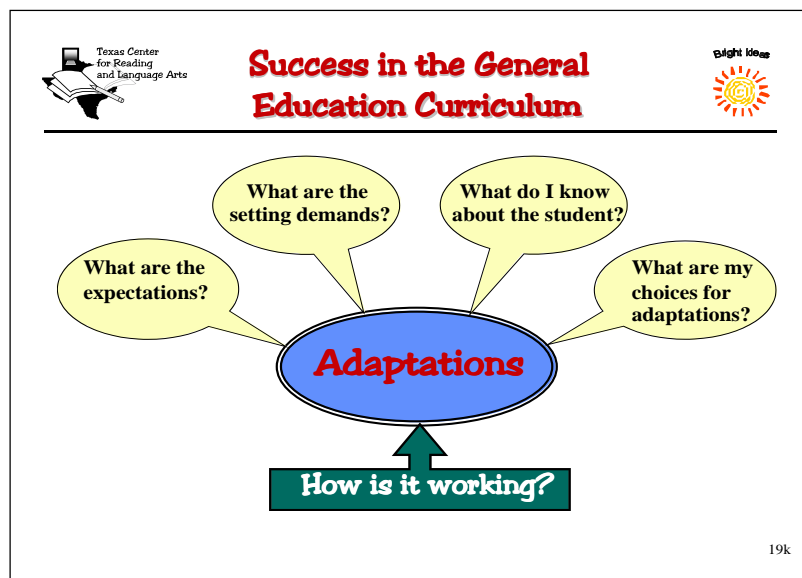 Texas Center
for Reading
and Language Arts
Success in the General
Education Curriculum
Bright Ideas
What are the
setting demands?
What do I know
about the student?
What are the
expectations?
What are my
choices for
adaptations?
Adaptations
How is it working?
19k